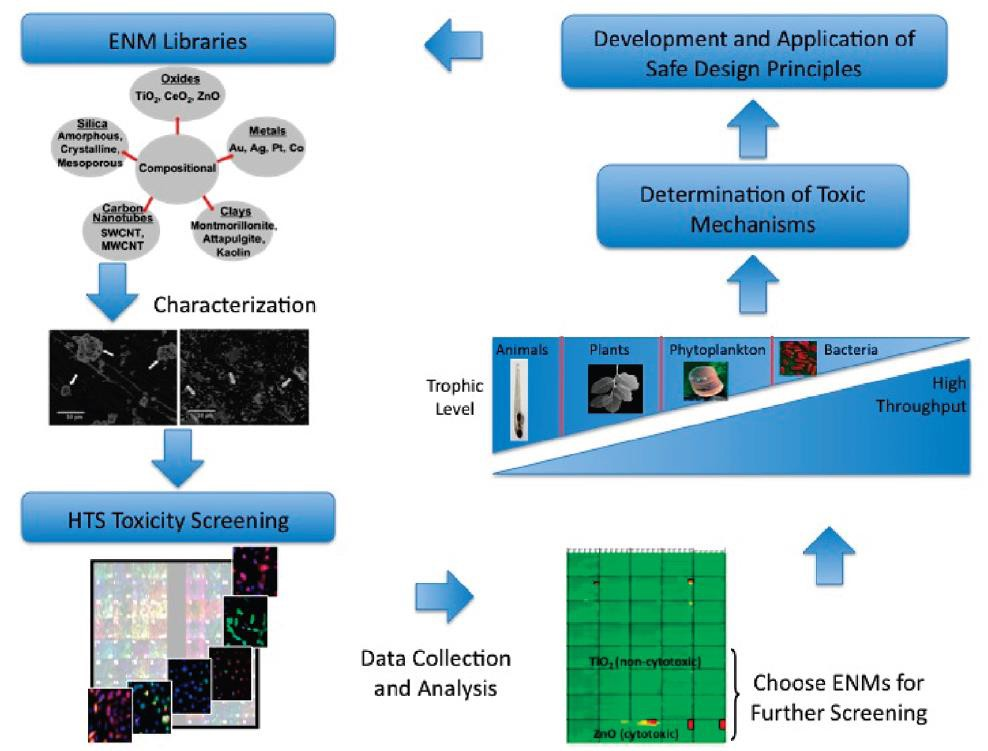 ENM Libraries
Oxides
TiO₂, CeO₂, ZnO
Silica
Amorphous,
Crystalline,
Mesoporous
Metals
Au, Ag, Pt, Co
Compositional
Carbon
Nanotubes
SWCNT,
MWCNT
Clays
Montmorillonite,
Attapulgite,
Kaolin
Characterization
HTS Toxicity Screening
Data Collection
and Analysis
TiO₂ (non-cytotoxic)
ZnO (cytotoxic)
Choose ENMs for
Further Screening
Trophic
Level
Animals
Plants
Phytoplankton
Bacteria
High
Throughput
Determination of Toxic
Mechanisms
Development and Application of
Safe Design Principles